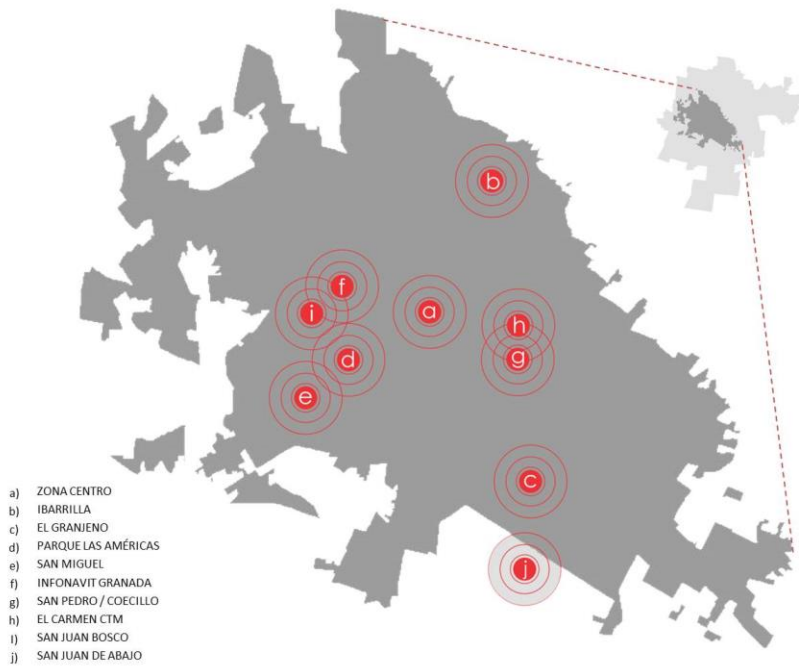 b
f
i
a
h
d
g
e
c
j
a) ZONA CENTRO
b) IBARRILLA
c) EL GRANJENO
d) PARQUE LAS AMÉRICAS
e) SAN MIGUEL
f) INFONAVIT GRANADA
g) SAN PEDRO / COECILLO
h) EL CARMEN CTM
I) SAN JUAN BOSCO
j) SAN JUAN DE ABAJO